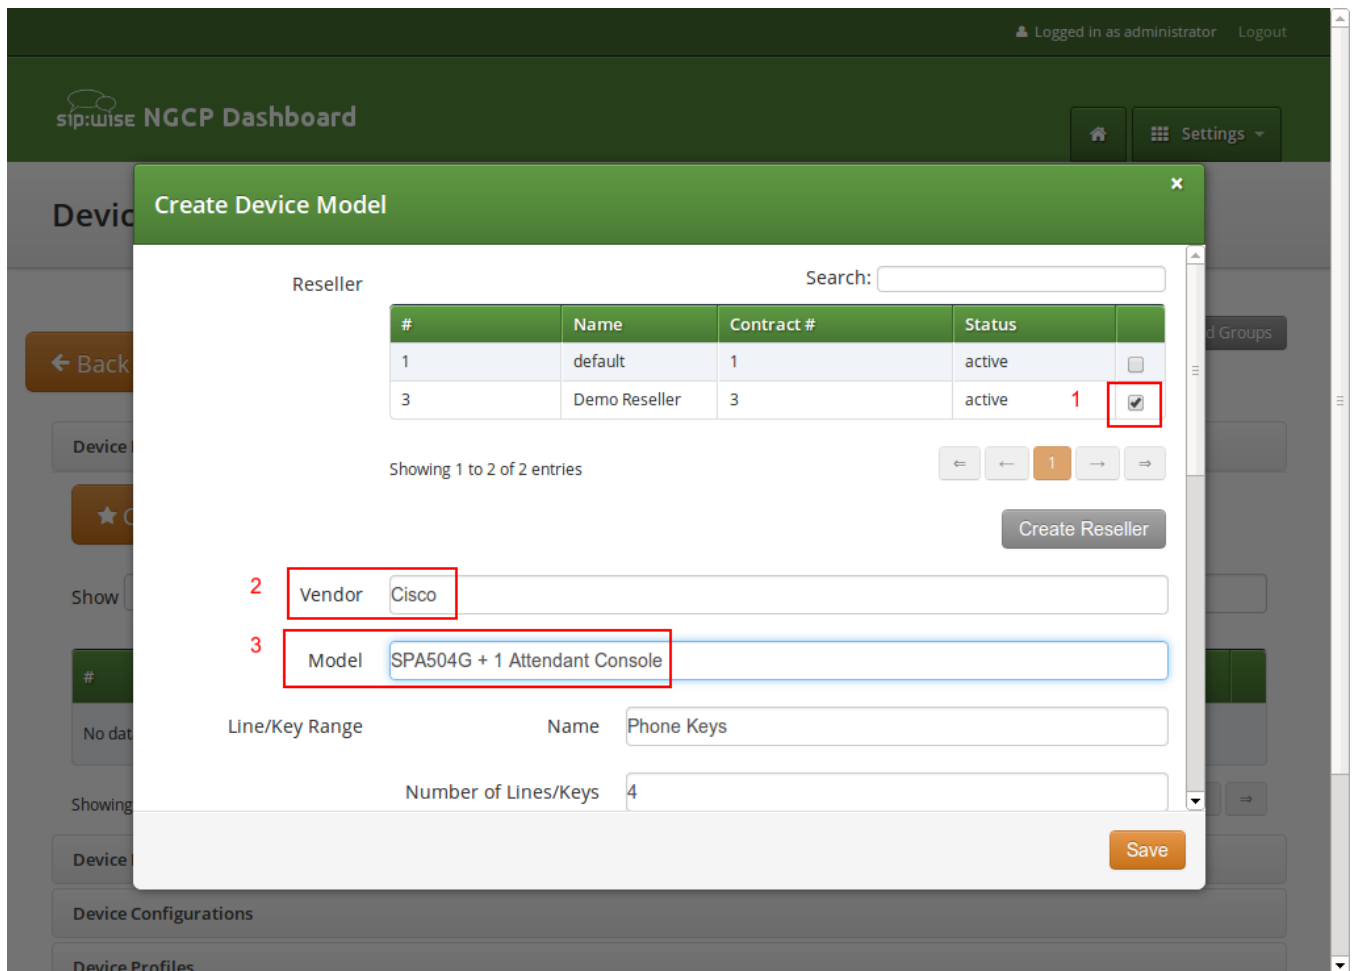 Logged in as administrator Logout
sip:wise NGCP Dashboard
Settings
Devic
Create Device Model ×
Reseller Search:
# Name Contract # Status
d Groups
Back
1 default 1 active
3 Demo Reseller 3 active 1
Device
Showing 1 to 2 of 2 entries ⇐ ← 1 → ⇒
Create Reseller
2 Vendor Cisco
Show
3 Model SPA504G + 1 Attendant Console
#
Line/Key Range Name Phone Keys
No dat
Number of Lines/Keys 4
Showing ⇒
Save
Device
Device Configurations
Device Profiles